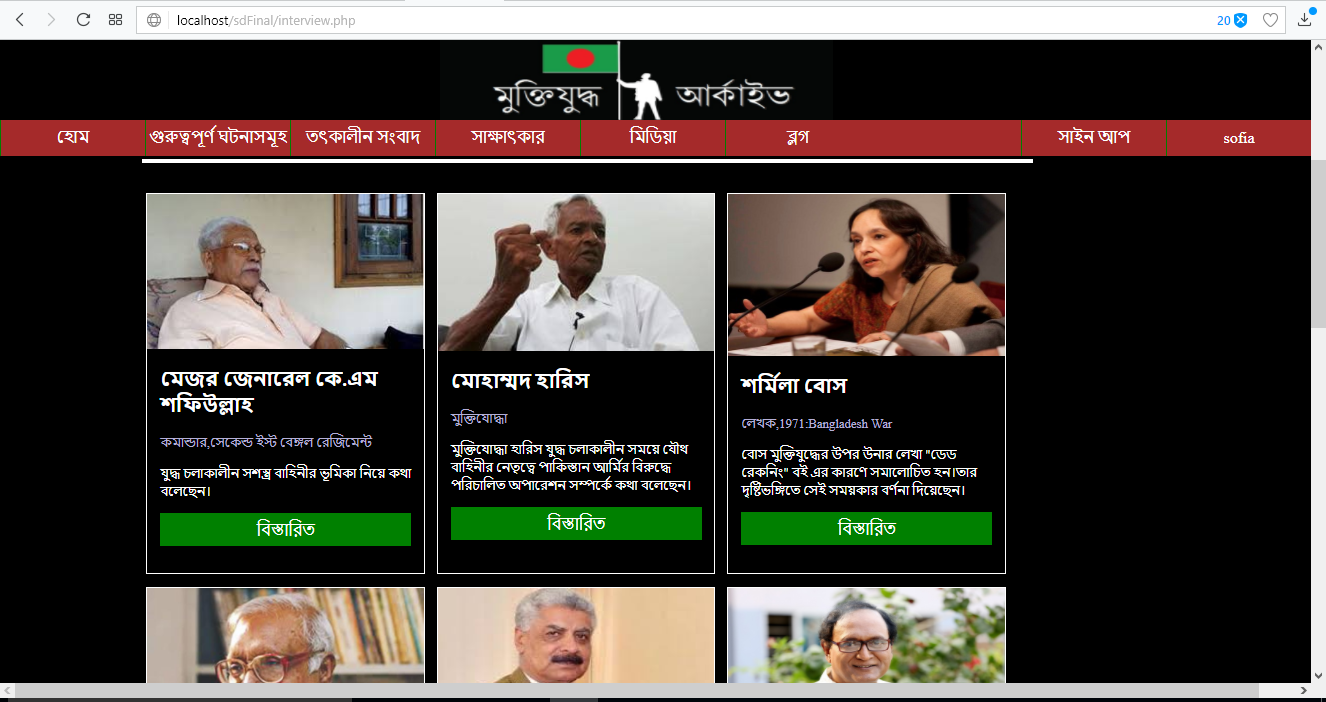 localhost/sdFinal/interview.php
20
মুক্তিযুদ্ধ আর্কাইভ
হোম গুরুত্বপূর্ণ ঘটনাসমূহ তৎকালীন সংবাদ সাক্ষাৎকার মিডিয়া ব্লগ সাইন আপ sofia
মেজর জেনারেল কে.এম
শফিউল্লাহ
কমান্ডার,সেকেন্ড ইস্ট বেঙ্গল রেজিমেন্ট
যুদ্ধ চলাকালীন সশস্ত্র বাহিনীর ভূমিকা নিয়ে কথা
বলেছেন।
বিস্তারিত
মোহাম্মদ হারিস
মুক্তিযোদ্ধা
মুক্তিযোদ্ধা হারিস যুদ্ধ চলাকালীন সময়ে যৌথ
বাহিনীর নেতৃত্বে পাকিস্তান আর্মির বিরুদ্ধে
পরিচালিত অপারেশন সম্পর্কে কথা বলেছেন।
বিস্তারিত
শর্মিলা বোস
লেখক,1971:Bangladesh War
বোস মুক্তিযুদ্ধের উপর উনার লেখা "ডেড
রেকনিং" বই এর কারণে সমালোচিত হন।তার
দৃষ্টিভঙ্গিতে সেই সময়কার বর্ণনা দিয়েছেন।
বিস্তারিত